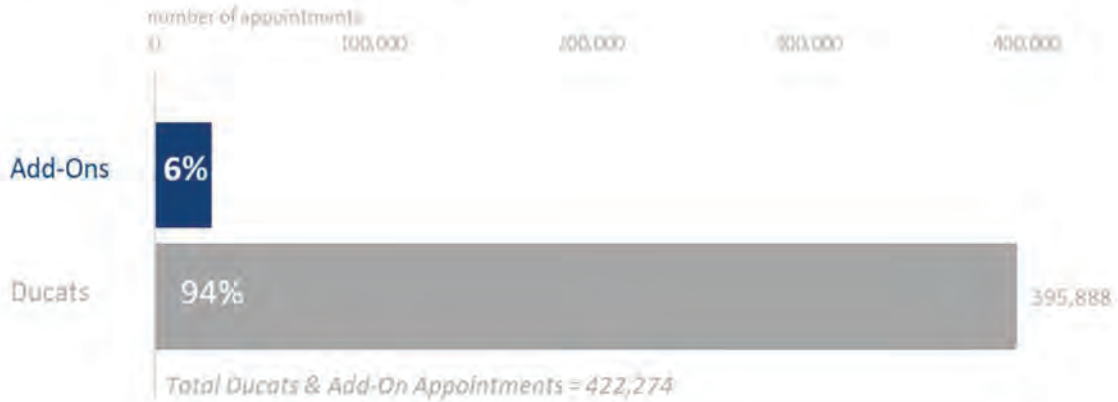 number of appointments
0 100,000 200,000 300,000 400,000
Add-Ons 6%
Ducats 94% 395,888
Total Ducats & Add-On Appointments = 422,274